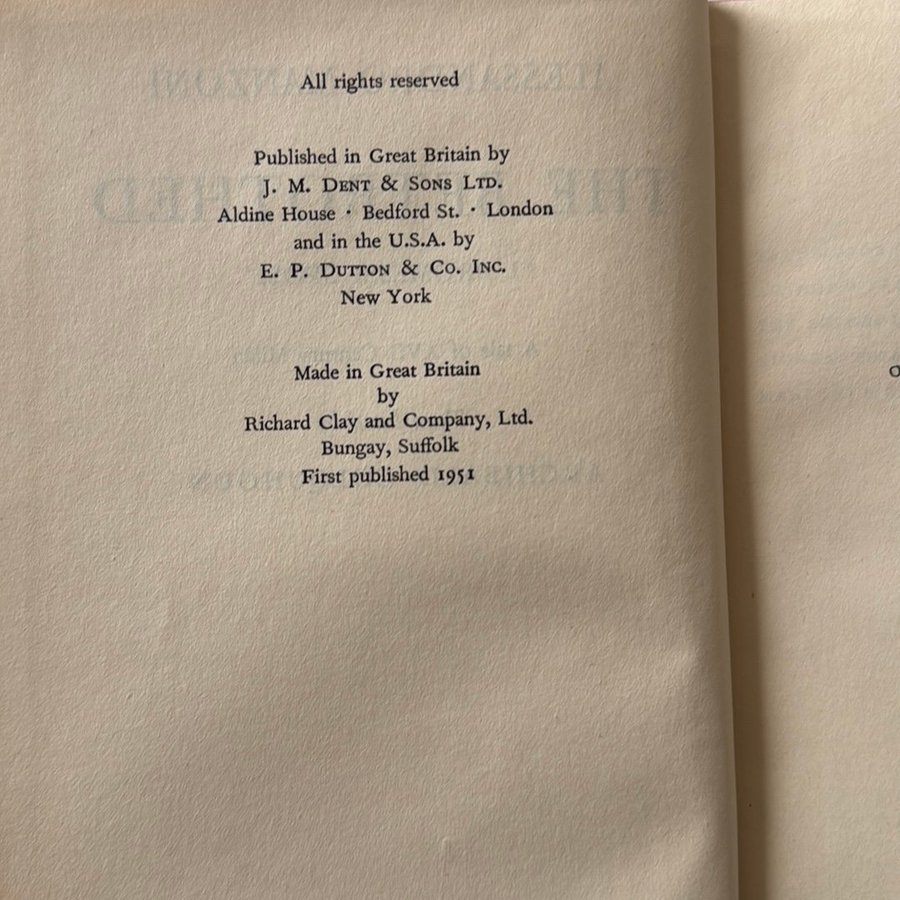 All rights reserved
Published in Great Britain by
J. M. DENT & SONS LTD.
Aldine House · Bedford St. · London
and in the U.S.A. by
E. P. DUTTON & CO. INC.
New York
Made in Great Britain
by
Richard Clay and Company, Ltd.
Bungay, Suffolk
First published 1951